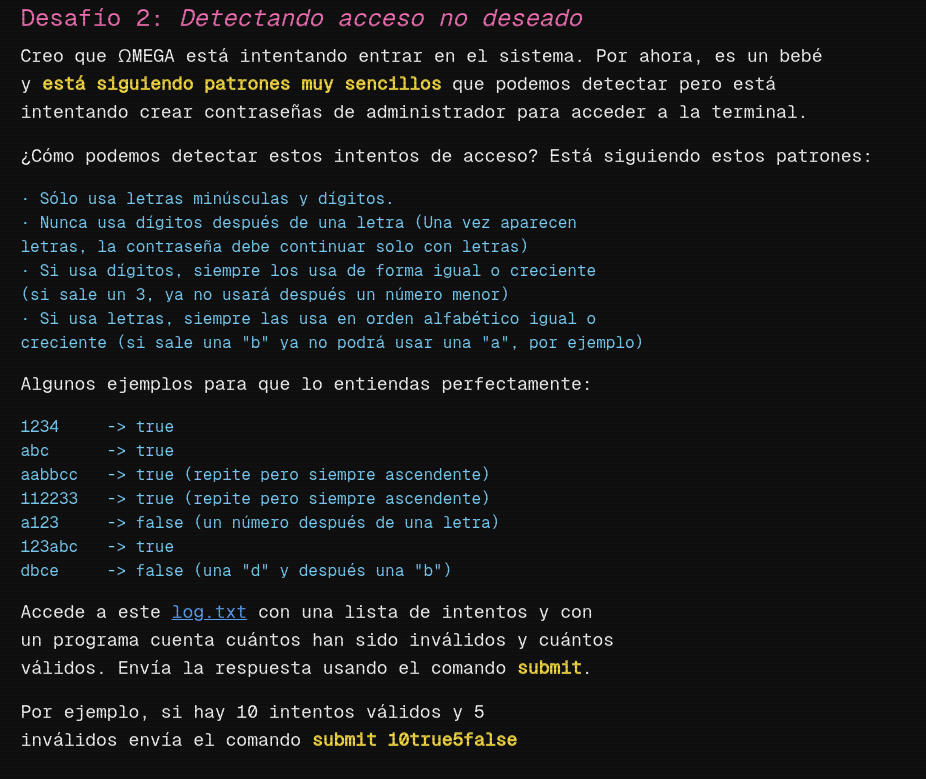 Desafío 2: Detectando acceso no deseado
Creo que ΩMEGA está intentando entrar en el sistema. Por ahora, es un bebé
y está siguiendo patrones muy sencillos que podemos detectar pero está
intentando crear contraseñas de administrador para acceder a la terminal.
¿Cómo podemos detectar estos intentos de acceso? Está siguiendo estos patrones:
· Sólo usa letras minúsculas y dígitos.
· Nunca usa dígitos después de una letra (Una vez aparecen
letras, la contraseña debe continuar solo con letras)
· Si usa dígitos, siempre los usa de forma igual o creciente
(si sale un 3, ya no usará después un número menor)
· Si usa letras, siempre las usa en orden alfabético igual o
creciente (si sale una "b" ya no podrá usar una "a", por ejemplo)
Algunos ejemplos para que lo entiendas perfectamente:
1234     -> true
abc      -> true
aabbcc   -> true (repite pero siempre ascendente)
112233   -> true (repite pero siempre ascendente)
a123     -> false (un número después de una letra)
123abc   -> true
dbce     -> false (una "d" y después una "b")
Accede a este log.txt con una lista de intentos y con
un programa cuenta cuántos han sido inválidos y cuántos
válidos. Envía la respuesta usando el comando submit.
Por ejemplo, si hay 10 intentos válidos y 5
inválidos envía el comando submit 10true5false